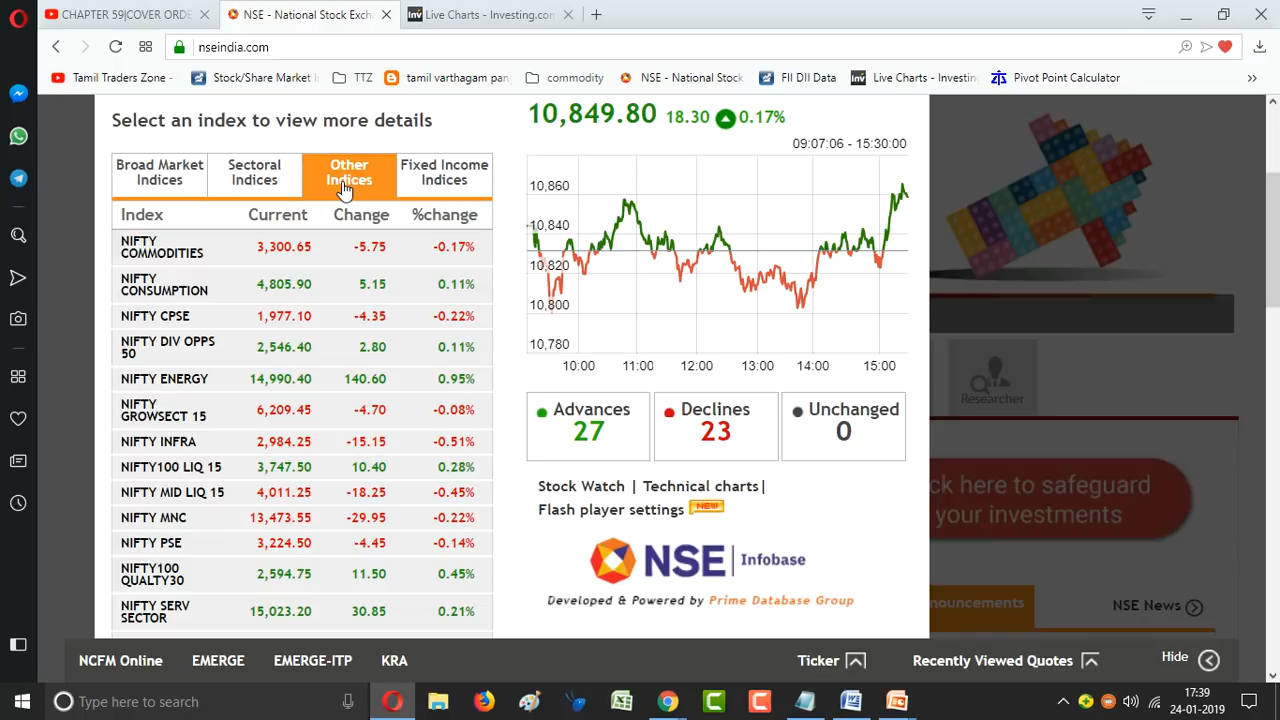 CHAPTER 59|COVER ORDE
NSE - National Stock Exch
Live Charts - Investing.com
nseindia.com
Tamil Traders Zone -
Stock/Share Market
TTZ
tamil varthagam pan
commodity
NSE - National Stock
FII DII Data
Live Charts - Investin
Pivot Point Calculator
Select an index to view more details
10,849.80 18.30 0.17%
09:07:06 - 15:30:00
Broad Market
Indices
Sectoral
Indices
Other
Indices
Fixed Income
Indices
Index Current Change %change
NIFTY
COMMODITIES 3,300.65 -5.75 -0.17%
NIFTY
CONSUMPTION 4,805.90 5.15 0.11%
NIFTY CPSE 1,977.10 -4.35 -0.22%
NIFTY DIV OPPS
50 2,546.40 2.80 0.11%
NIFTY ENERGY 14,990.40 140.60 0.95%
NIFTY
GROWSECT 15 6,209.45 -4.70 -0.08%
NIFTY INFRA 2,984.25 -15.15 -0.51%
NIFTY100 LIQ 15 3,747.50 10.40 0.28%
NIFTY MID LIQ 15 4,011.25 -18.25 -0.45%
NIFTY MNC 13,473.55 -29.95 -0.22%
NIFTY PSE 3,224.50 -4.45 -0.14%
NIFTY100
QUALTY30 2,594.75 11.50 0.45%
NIFTY SERV
SECTOR 15,023.20 30.85 0.21%
10,860
10,840
10,820
10,800
10,780
10:00 11:00 12:00 13:00 14:00 15:00
Advances
27
Declines
23
Unchanged
0
Stock Watch | Technical charts|
Flash player settings NEW
NSE Infobase
Developed & Powered by Prime Database Group
Researcher
ck here to safeguard
your investments
nouncements
NSE News
NCFM Online EMERGE EMERGE-ITP KRA
Ticker
Recently Viewed Quotes
Hide
Type here to search
17:39
24-01-2019